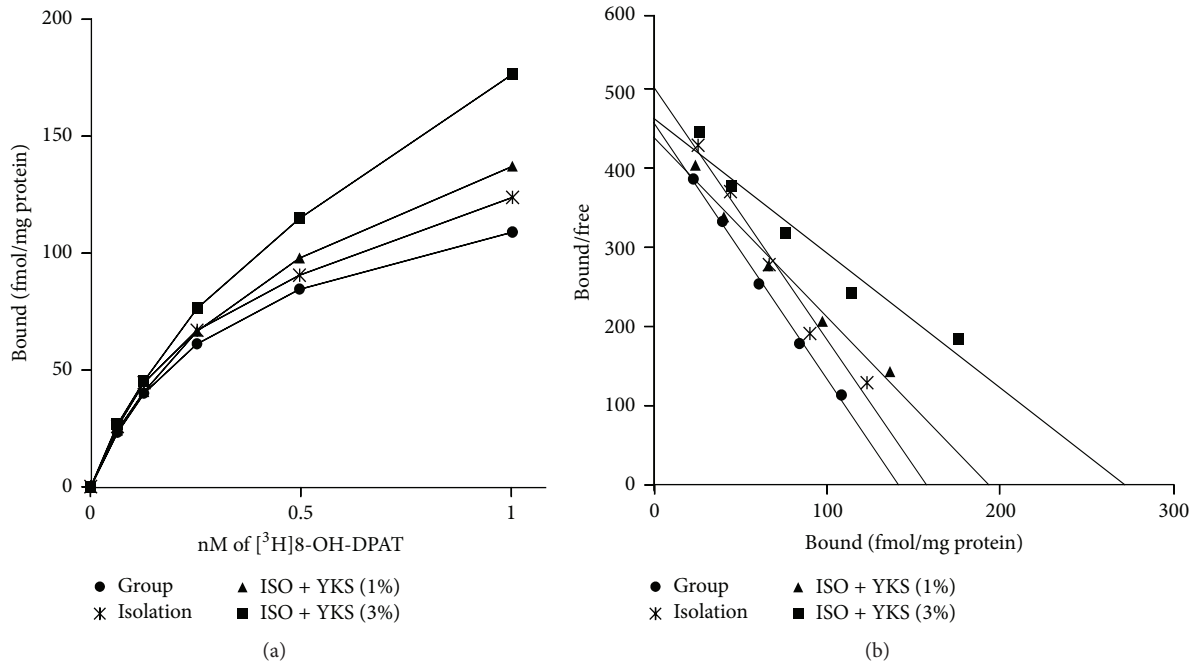 200
150
100
50
0
Bound (fmol/mg protein)
0
0.5
1
nM of [³H]8-OH-DPAT
Group
ISO + YKS (1%)
Isolation
ISO + YKS (3%)
(a)
600
500
400
300
200
100
0
Bound/free
0
100
200
300
Bound (fmol/mg protein)
Group
ISO + YKS (1%)
Isolation
ISO + YKS (3%)
(b)